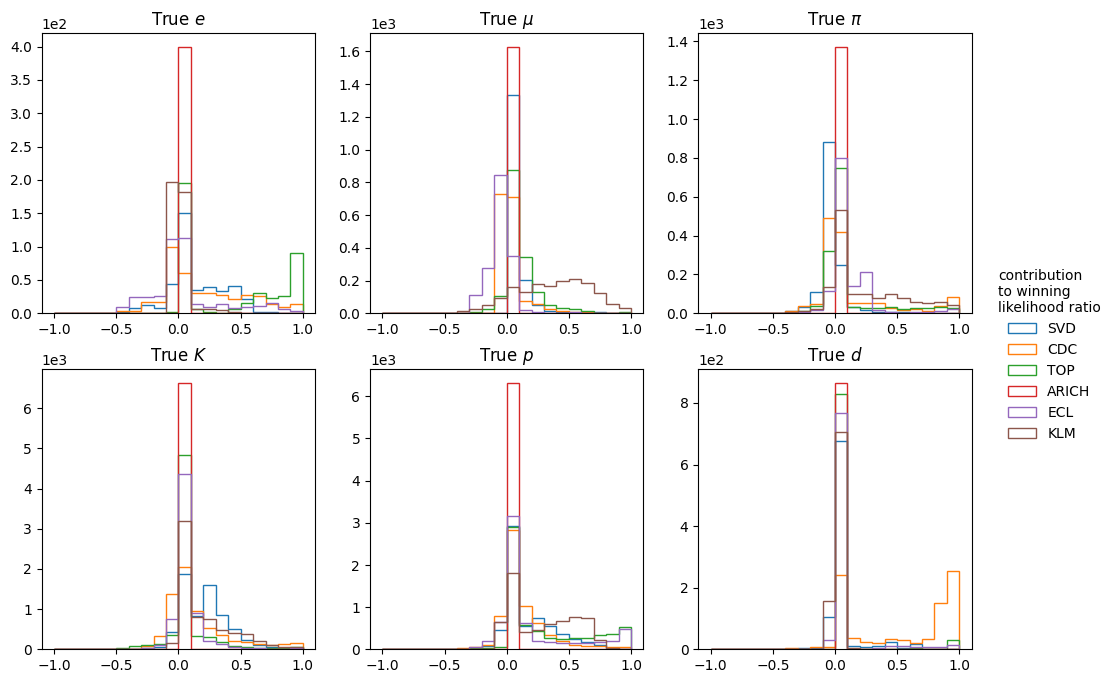 True e
1e2
4.0
3.5
3.0
2.5
2.0
1.5
1.0
0.5
0.0
−1.0 −0.5 0.0 0.5 1.0
True μ
1e3
1.6
1.4
1.2
1.0
0.8
0.6
0.4
0.2
0.0
−1.0 −0.5 0.0 0.5 1.0
True π
1e3
1.4
1.2
1.0
0.8
0.6
0.4
0.2
0.0
−1.0 −0.5 0.0 0.5 1.0
True K
1e3
6
5
4
3
2
1
0
−1.0 −0.5 0.0 0.5 1.0
True p
1e3
6
5
4
3
2
1
0
−1.0 −0.5 0.0 0.5 1.0
True d
1e2
8
6
4
2
0
−1.0 −0.5 0.0 0.5 1.0
contribution
to winning
likelihood ratio
SVD
CDC
TOP
ARICH
ECL
KLM